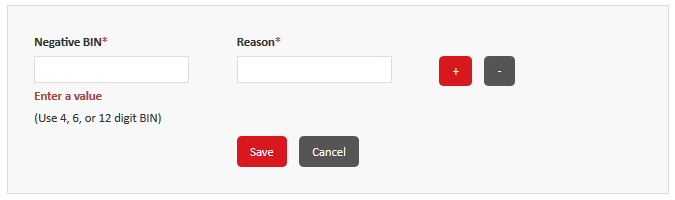 Negative BIN* Reason*
+ -
Enter a value
(Use 4, 6, or 12 digit BIN)
Save Cancel